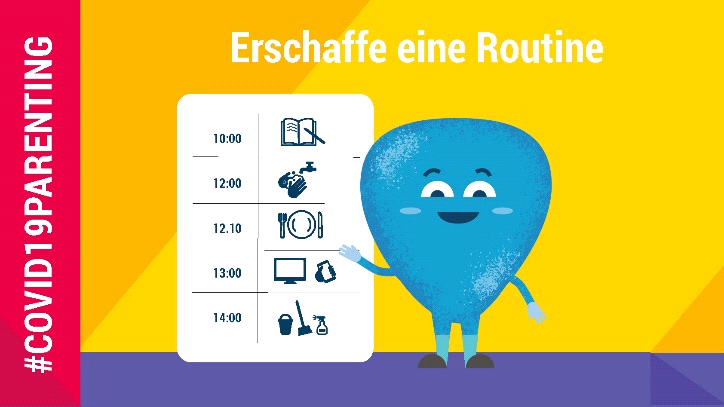 #COVID19PARENTING
Erschaffe eine Routine
10:00
12:00
12.10
13:00
14:00